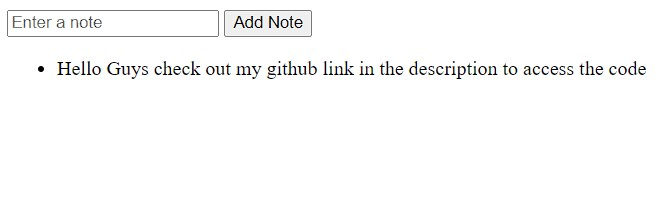 Enter a note Add Note
Hello Guys check out my github link in the description to access the code